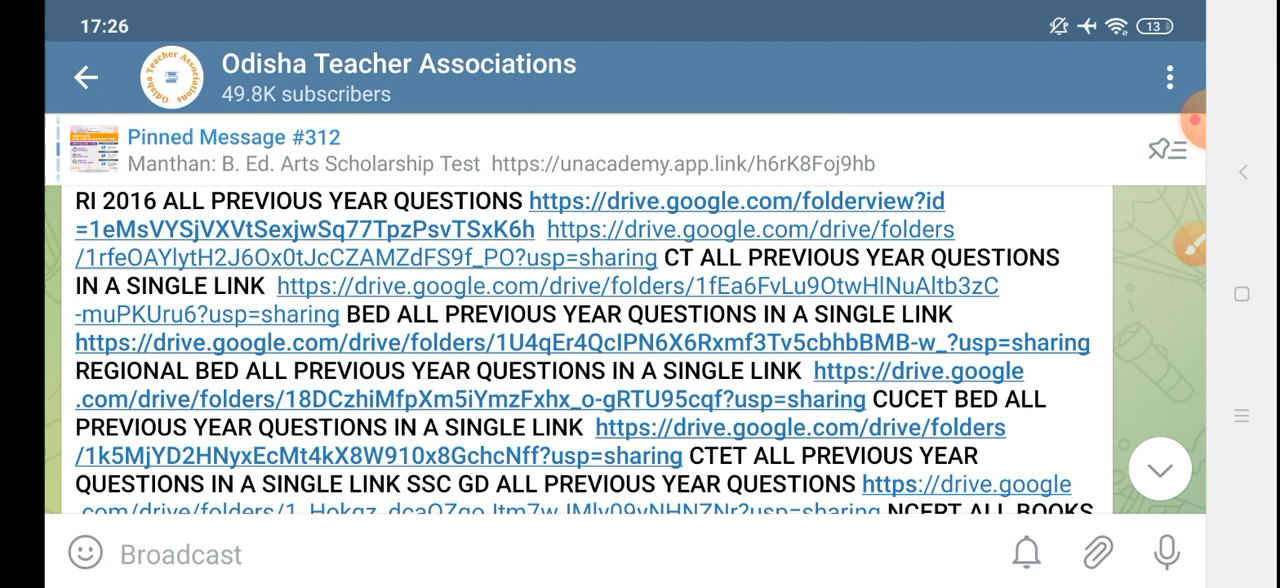 17:26
13
Odisha Teacher Associations
Odisha Teacher Associations
49.8K subscribers
Pinned Message #312
Manthan: B. Ed. Arts Scholarship Test https://unacademy.app.link/h6rK8Foj9hb
RI 2016 ALL PREVIOUS YEAR QUESTIONS https://drive.google.com/folderview?id
=1eMsVYSjVXVtSexjwSq77TpzPsvTSxK6h https://drive.google.com/drive/folders
/1rfeOAYlytH2J6Ox0tJcCZAMZdFS9f_PO?usp=sharing CT ALL PREVIOUS YEAR QUESTIONS
IN A SINGLE LINK https://drive.google.com/drive/folders/1fEa6FvLu9OtwHlNuAltb3zC
-muPKUru6?usp=sharing BED ALL PREVIOUS YEAR QUESTIONS IN A SINGLE LINK
https://drive.google.com/drive/folders/1U4qEr4QcIPN6X6Rxmf3Tv5cbhbBMB-w_?usp=sharing
REGIONAL BED ALL PREVIOUS YEAR QUESTIONS IN A SINGLE LINK https://drive.google
.com/drive/folders/18DCzhiMfpXm5iYmzFxhx_o-gRTU95cqf?usp=sharing CUCET BED ALL
PREVIOUS YEAR QUESTIONS IN A SINGLE LINK https://drive.google.com/drive/folders
/1k5MjYD2HNyxEcMt4kX8W910x8GchcNff?usp=sharing CTET ALL PREVIOUS YEAR
QUESTIONS IN A SINGLE LINK SSC GD ALL PREVIOUS YEAR QUESTIONS https://drive.google
NCERT ALL BOOKS
Broadcast